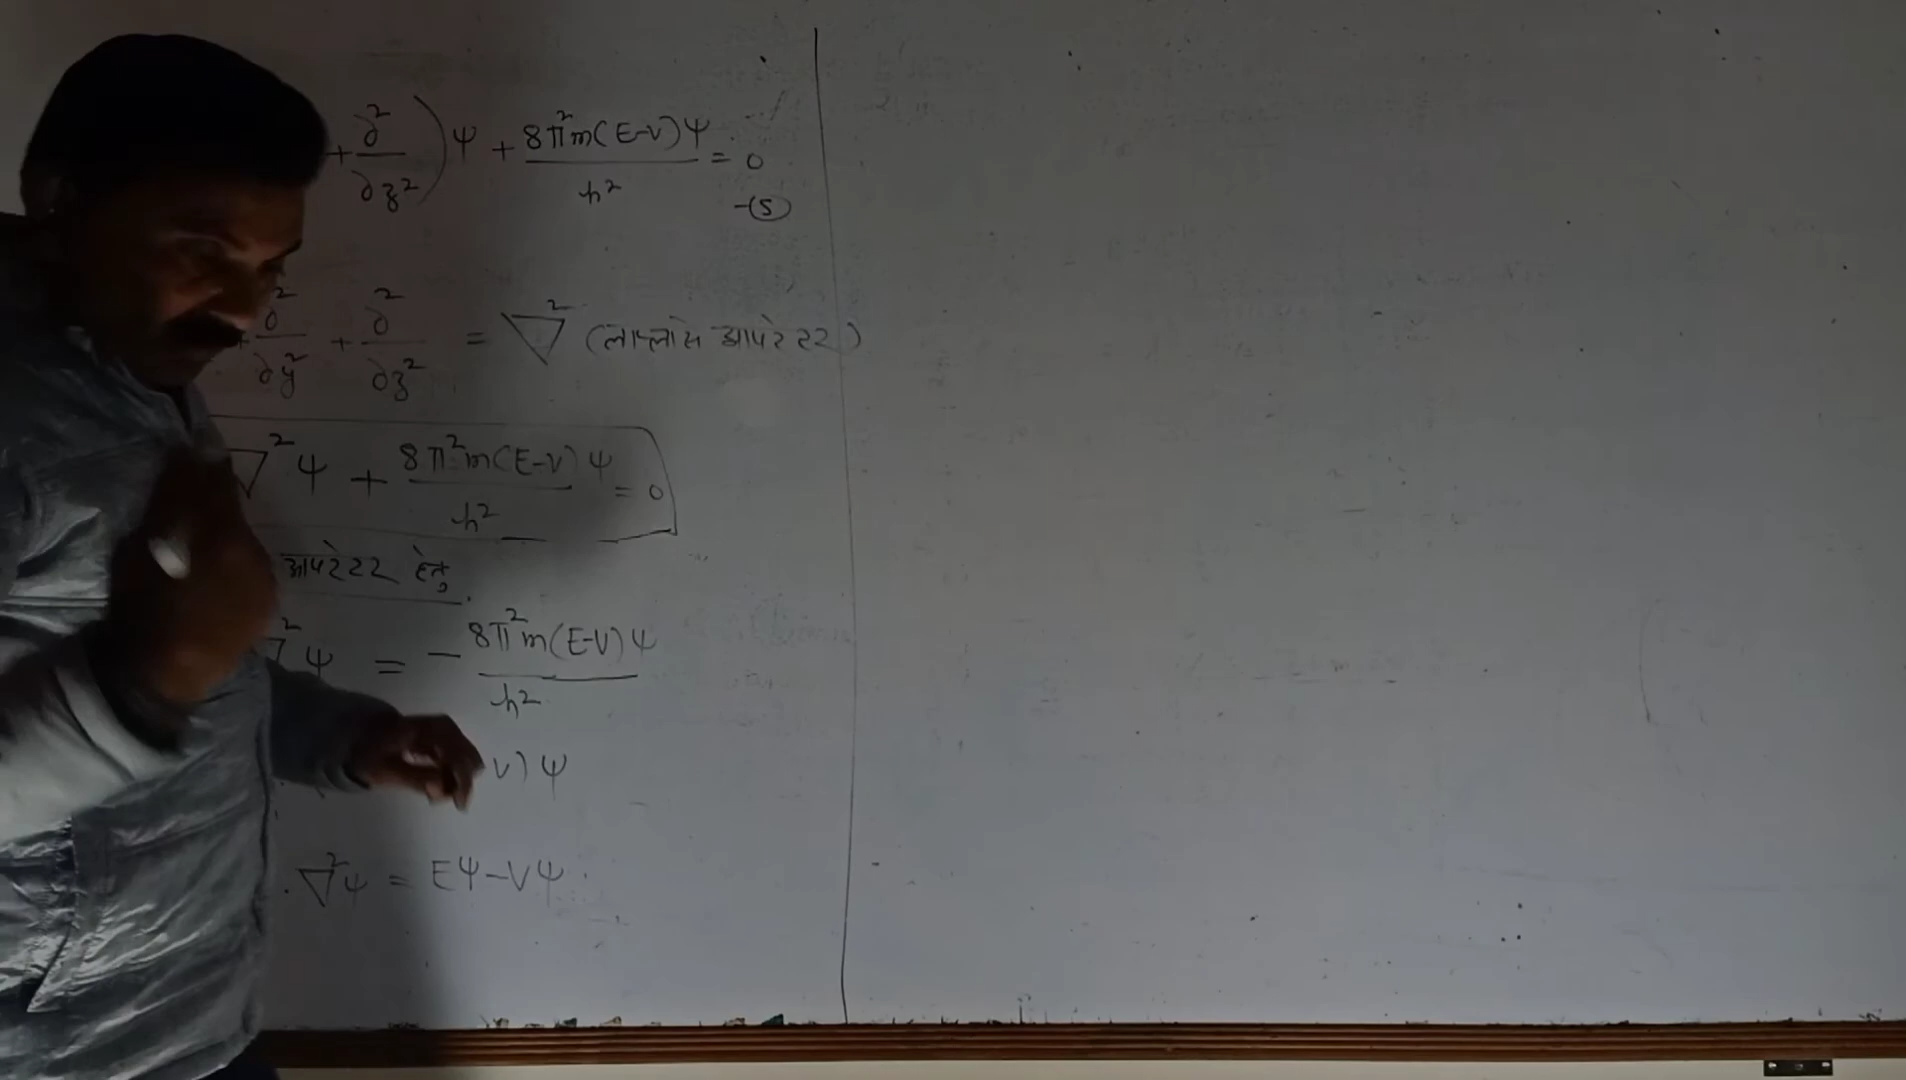 + ∂²/∂z² ) ψ + 8π²m(E-V)ψ / h² = 0
-(5)
∂²/∂y² + ∂²/∂z² = ∇² (लाप्लास आपरेटर)
∇²ψ + 8π²m(E-V)ψ / h² = 0
आपरेटर हेतु
²ψ = - 8π²m(E-V)ψ / h²
V)ψ
∇²ψ = Eψ-Vψ